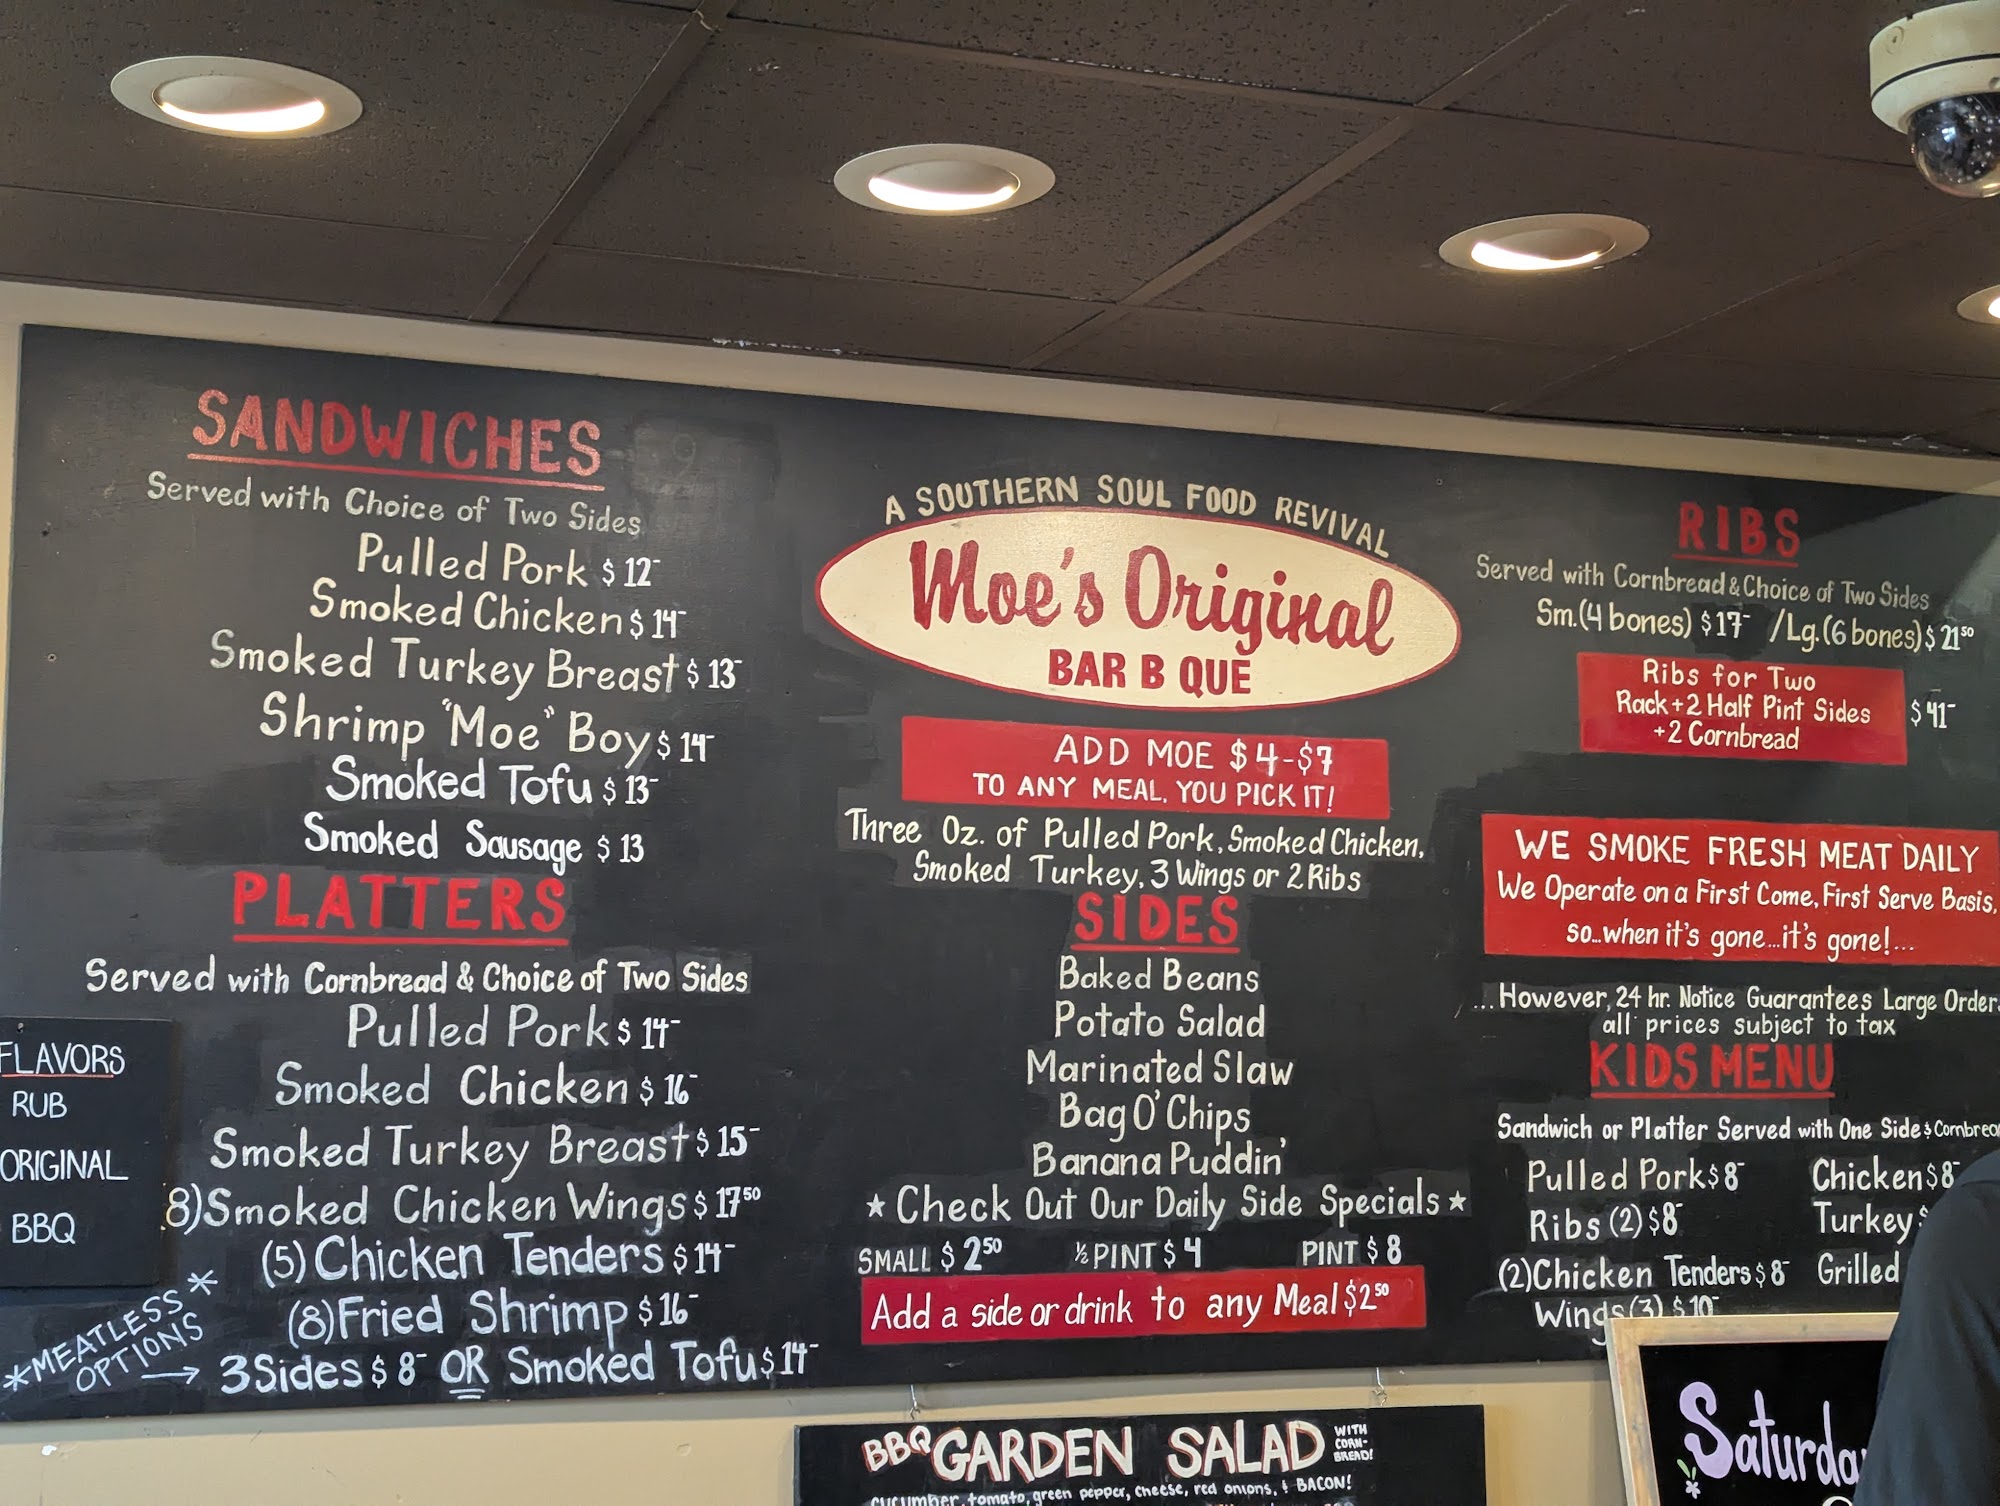 SANDWICHES
Served with Choice of Two Sides
Pulled Pork $12-
Smoked Chicken $14-
Smoked Turkey Breast $13-
Shrimp "Moe" Boy $14-
Smoked Tofu $13-
Smoked Sausage $13
PLATTERS
Served with Cornbread & Choice of Two Sides
Pulled Pork $14-
Smoked Chicken $16-
Smoked Turkey Breast $15-
8) Smoked Chicken Wings $17.50
(5) Chicken Tenders $14-
(8) Fried Shrimp $16-
*MEATLESS*
OPTIONS →
3 Sides $8- OR Smoked Tofu $14-
FLAVORS
RUB
ORIGINAL
BBQ
A SOUTHERN SOUL FOOD REVIVAL
Moe's Original
BAR B QUE
ADD MOE $4-$7
TO ANY MEAL, YOU PICK IT!
Three Oz. of Pulled Pork, Smoked Chicken,
Smoked Turkey, 3 Wings or 2 Ribs
SIDES
Baked Beans
Potato Salad
Marinated Slaw
Bag O' Chips
Banana Puddin'
★ Check Out Our Daily Side Specials ★
SMALL $2.50 ½ PINT $4 PINT $8
Add a side or drink to any Meal $2.50
RIBS
Served with Cornbread & Choice of Two Sides
Sm. (4 bones) $17- / Lg. (6 bones) $21.50
Ribs for Two
Rack + 2 Half Pint Sides
+ 2 Cornbread
$41-
WE SMOKE FRESH MEAT DAILY
We Operate on a First Come, First Serve Basis,
so...when it's gone...it's gone!...
...However, 24 hr. Notice Guarantees Large Order
all prices subject to tax
KIDS MENU
Sandwich or Platter Served with One Side & Cornbrea
Pulled Pork $8- Chicken $8-
Ribs (2) $8- Turkey $
(2) Chicken Tenders $8- Grilled
Wings (3) $10-
BBQ GARDEN SALAD WITH CORN-BREAD!
cucumber, tomato, green pepper, cheese, red onions, & BACON!
Saturda